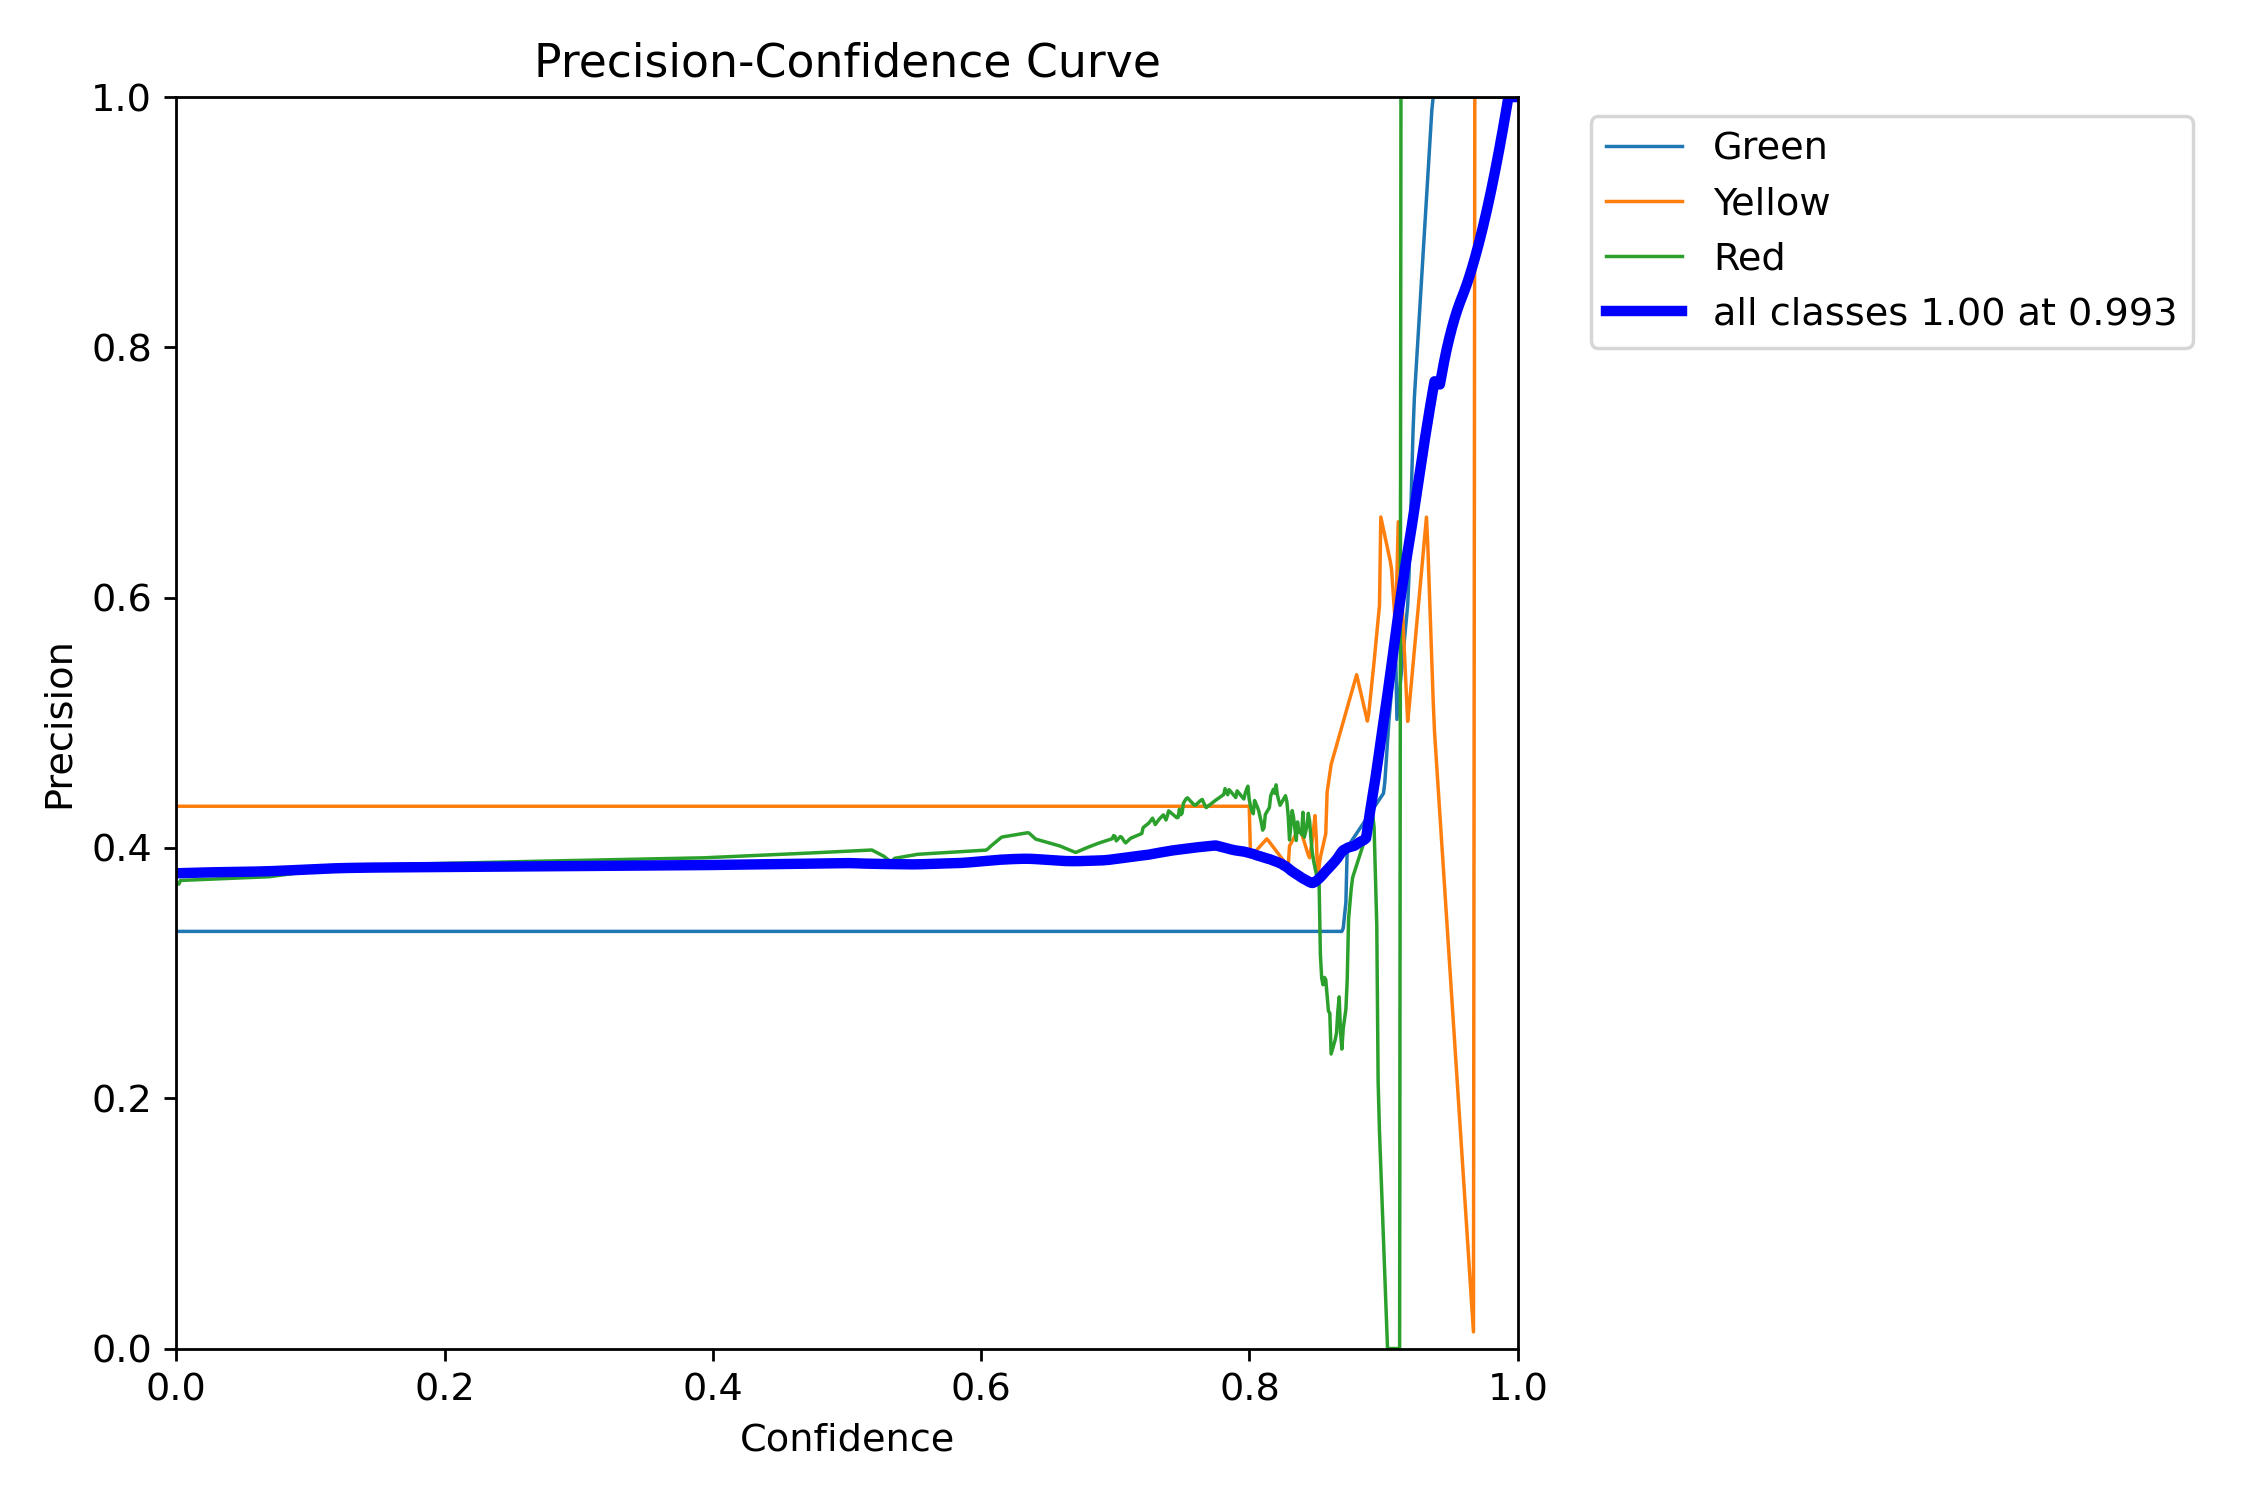 Precision-Confidence Curve
1.0
0.8
0.6
0.4
0.2
0.0
Precision
0.0 0.2 0.4 0.6 0.8 1.0
Confidence
Green
Yellow
Red
all classes 1.00 at 0.993